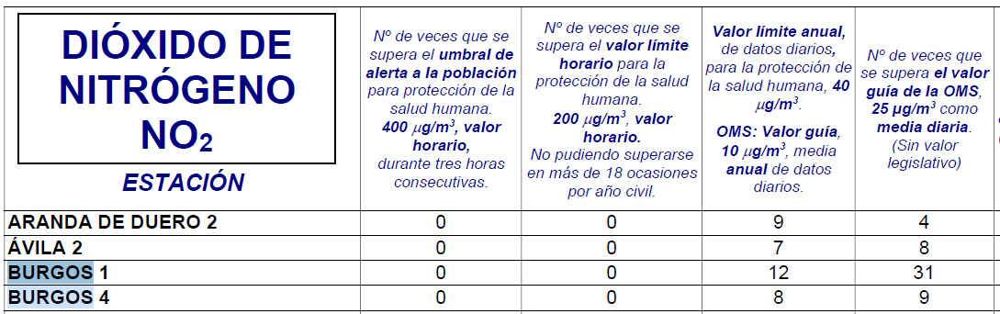 DIÓXIDO DE
NITRÓGENO
NO₂
ESTACIÓN
Nº de veces que se
supera el umbral de
alerta a la población
para protección de la
salud humana.
400 µg/m³, valor
horario,
durante tres horas
consecutivas.
Nº de veces que se
supera el valor límite
horario para la
protección de la salud
humana.
200 µg/m³, valor
horario.
No pudiendo superarse
en más de 18 ocasiones
por año civil.
Valor límite anual,
de datos diarios,
para la protección de
la salud humana, 40
µg/m³.
OMS: Valor guía,
10 µg/m³, media
anual de datos
diarios.
Nº de veces que
se supera el valor
guía de la OMS,
25 µg/m³ como
media diaria.
(Sin valor
legislativo)
ARANDA DE DUERO 2 0 0 9 4
ÁVILA 2 0 0 7 8
BURGOS 1 0 0 12 31
BURGOS 4 0 0 8 9